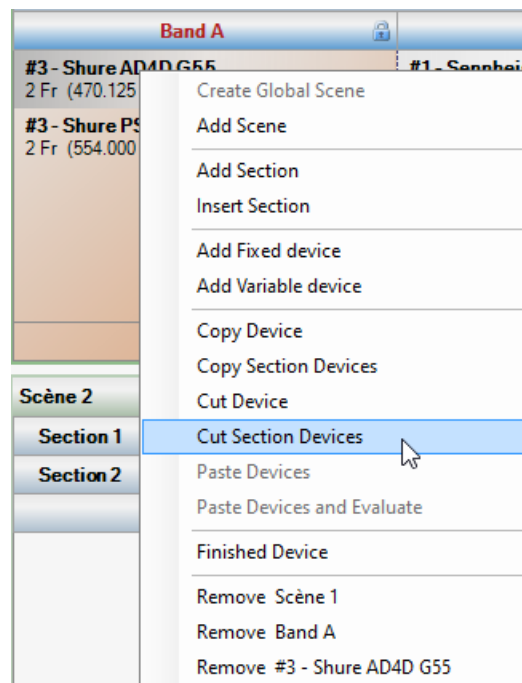 Band A
#3 - Shure AD4D G55
2 Fr (470.125
#1 - Sennhei
#3 - Shure PS
2 Fr (554.000
Create Global Scene
Add Scene
Add Section
Insert Section
Add Fixed device
Add Variable device
Copy Device
Copy Section Devices
Cut Device
Cut Section Devices
Paste Devices
Paste Devices and Evaluate
Finished Device
Remove Scène 1
Remove Band A
Remove #3 - Shure AD4D G55
Scène 2
Section 1
Section 2